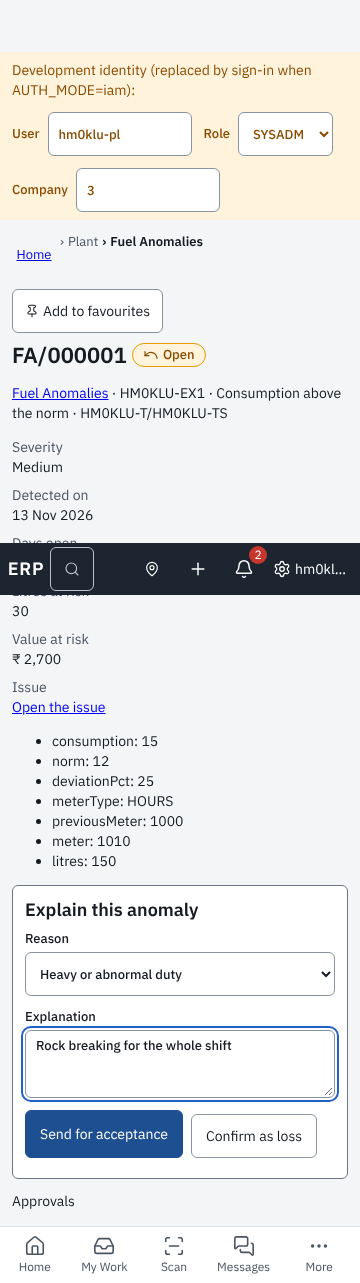 Development identity (replaced by sign-in when
AUTH_MODE=iam):
User hm0klu-pl Role SYSADM
Company 3
Home › Plant › Fuel Anomalies
Add to favourites
FA/000001 Open
Fuel Anomalies · HM0KLU-EX1 · Consumption above
the norm · HM0KLU-T/HM0KLU-TS
Severity
Medium
Detected on
13 Nov 2026
ERP 2 hm0kl...
30
Value at risk
₹ 2,700
Issue
Open the issue
• consumption: 15
• norm: 12
• deviationPct: 25
• meterType: HOURS
• previousMeter: 1000
• meter: 1010
• litres: 150
Explain this anomaly
Reason
Heavy or abnormal duty
Explanation
Rock breaking for the whole shift
Send for acceptance Confirm as loss
Approvals
Home My Work Scan Messages More